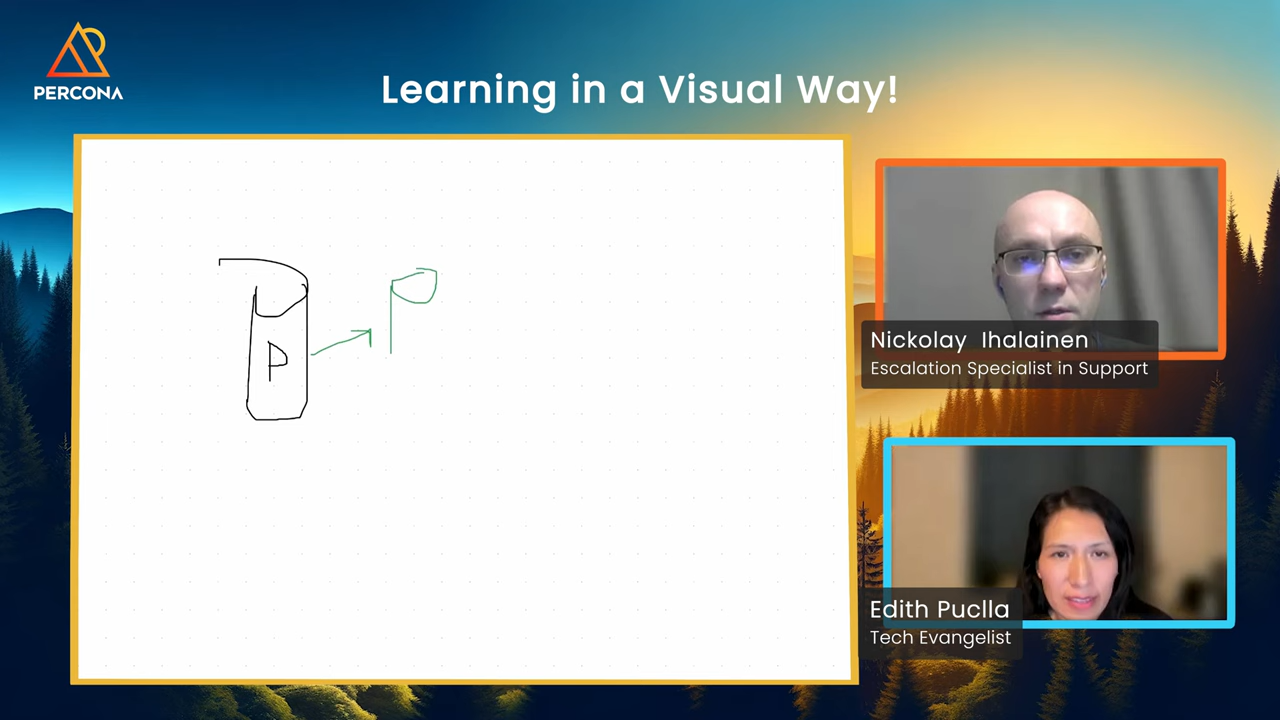 PERCONA
Learning in a Visual Way!
P
P
Nickolay Ihalainen
Escalation Specialist in Support
Edith Puclla
Tech Evangelist